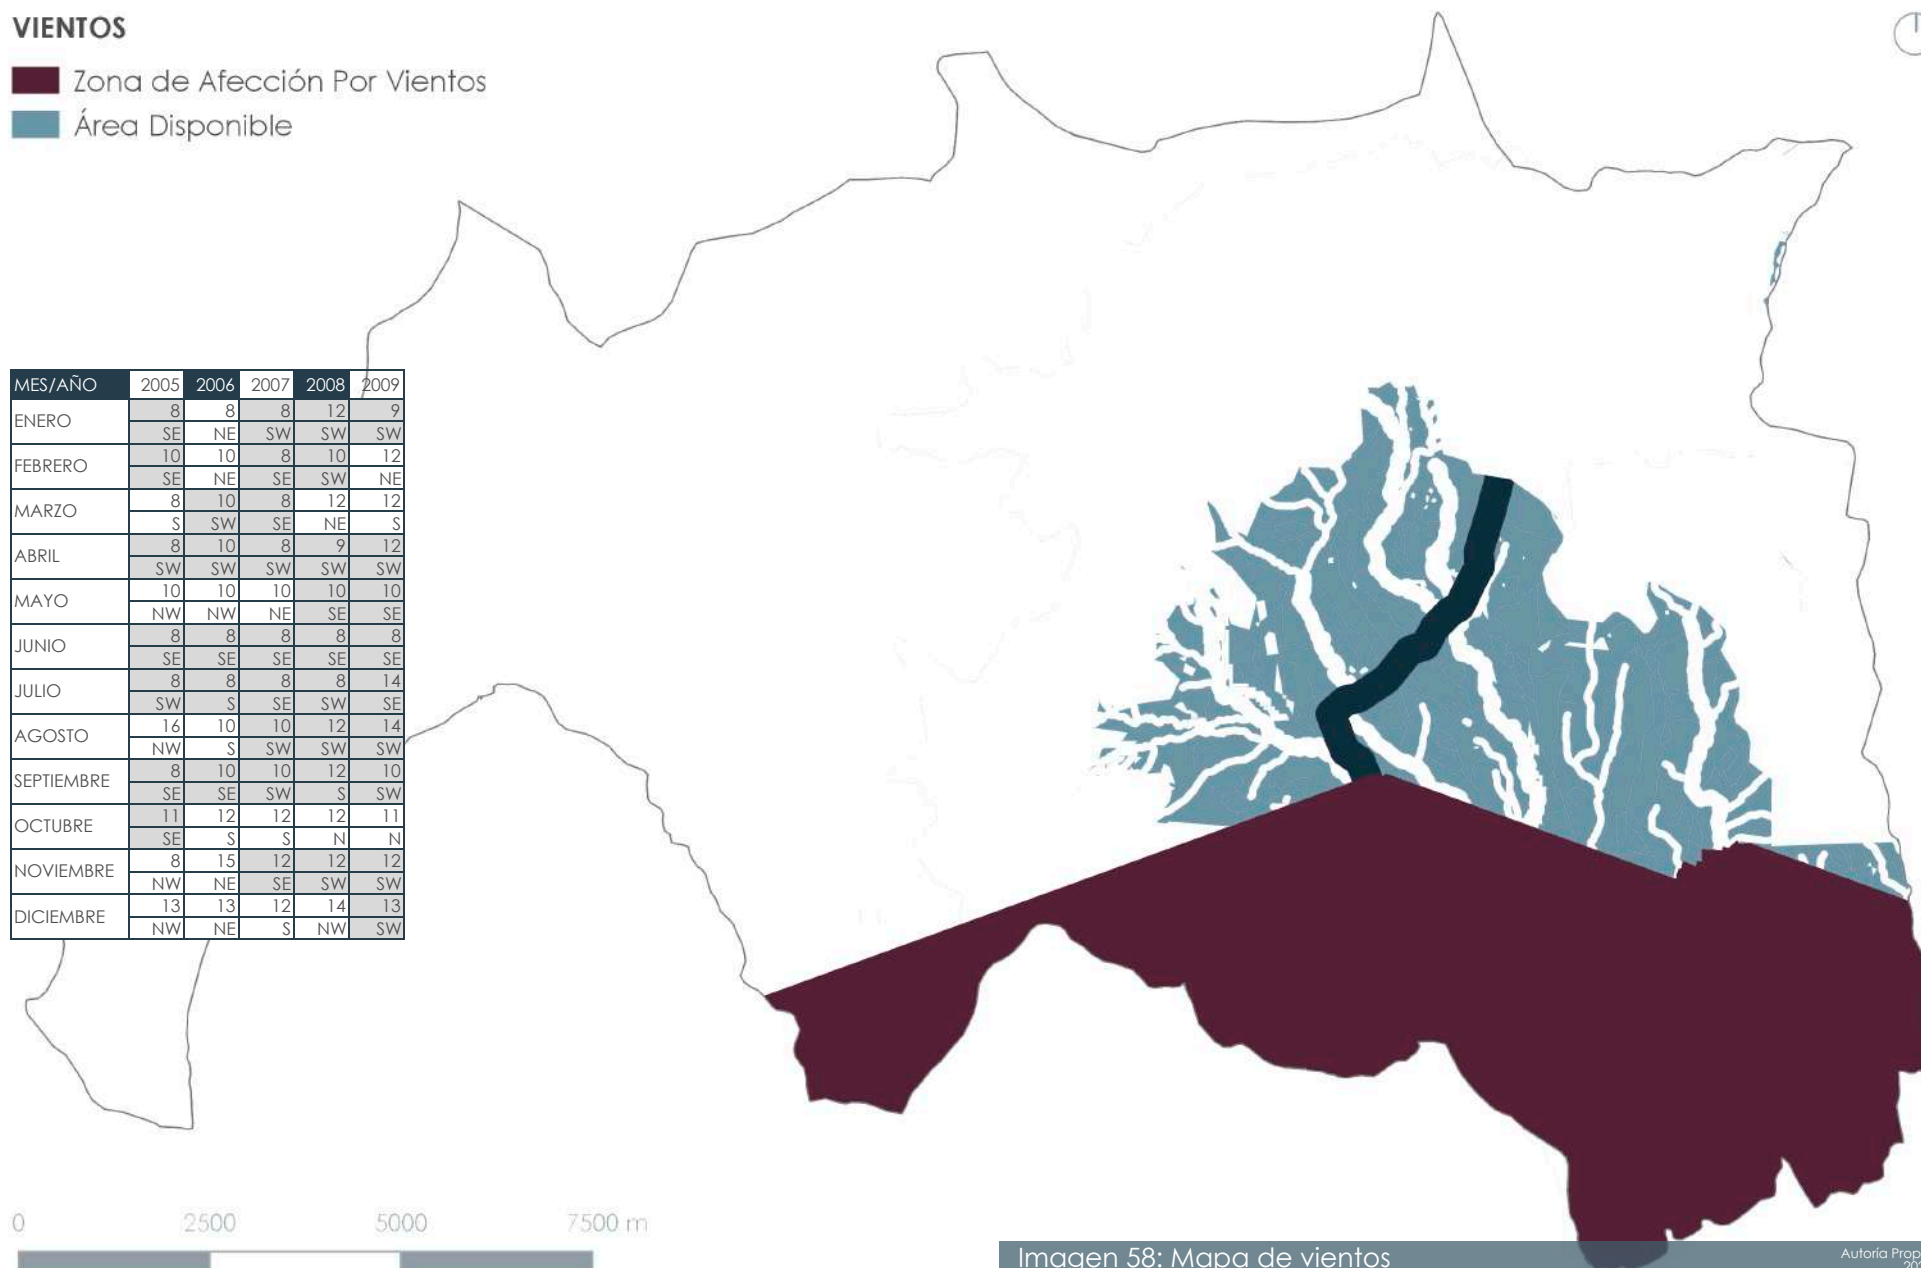 VIENTOS
Zona de Afección Por Vientos
Área Disponible
MES/AÑO 2005 2006 2007 2008 2009
ENERO 8 8 8 12 9
SE NE SW SW SW
FEBRERO 10 10 8 10 12
SE NE SE SW NE
MARZO 8 10 8 12 12
S SW SE NE S
ABRIL 8 10 8 9 12
SW SW SW SW SW
MAYO 10 10 10 10 10
NW NW NE SE SE
JUNIO 8 8 8 8 8
SE SE SE SE SE
JULIO 8 8 8 8 14
SW S SE SW SE
AGOSTO 16 10 10 12 14
NW S SW SW SW
SEPTIEMBRE 8 10 10 12 10
SE SE SW S SW
OCTUBRE 11 12 12 12 11
SE S S N N
NOVIEMBRE 8 15 12 12 12
NW NE SE SW SW
DICIEMBRE 13 13 12 14 13
NW NE S NW SW
0 2500 5000 7500 m
Imagen 58: Mapa de vientos
Autoría